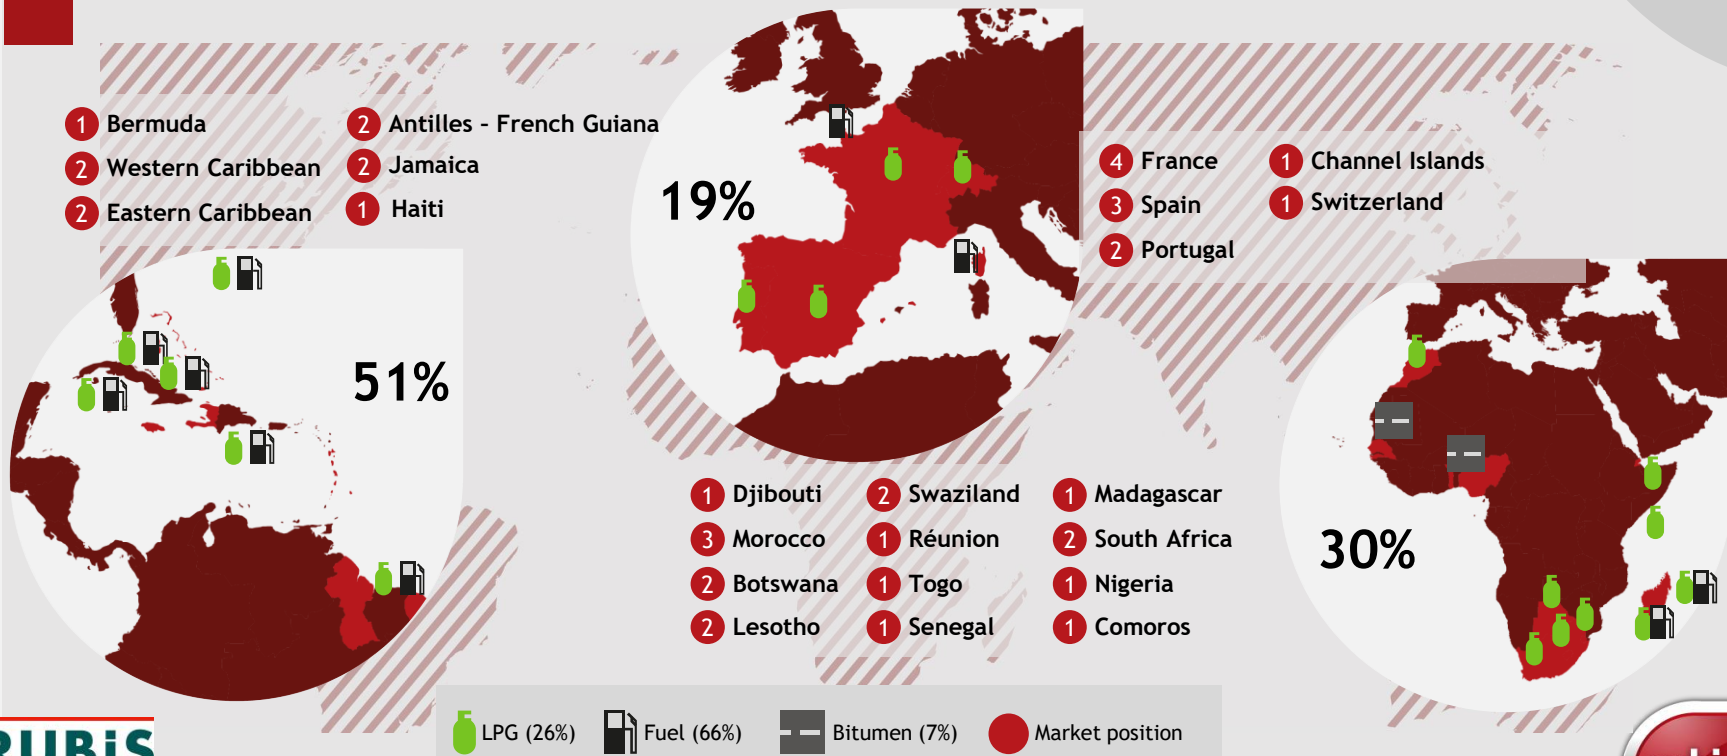 1 Bermuda
2 Western Caribbean
2 Eastern Caribbean
2 Antilles - French Guiana
2 Jamaica
1 Haiti
51%
19%
4 France
3 Spain
2 Portugal
1 Channel Islands
1 Switzerland
1 Djibouti
3 Morocco
2 Botswana
2 Lesotho
2 Swaziland
1 Réunion
1 Togo
1 Senegal
1 Madagascar
2 South Africa
1 Nigeria
1 Comoros
30%
LPG (26%) Fuel (66%) Bitumen (7%) Market position
RUBiS